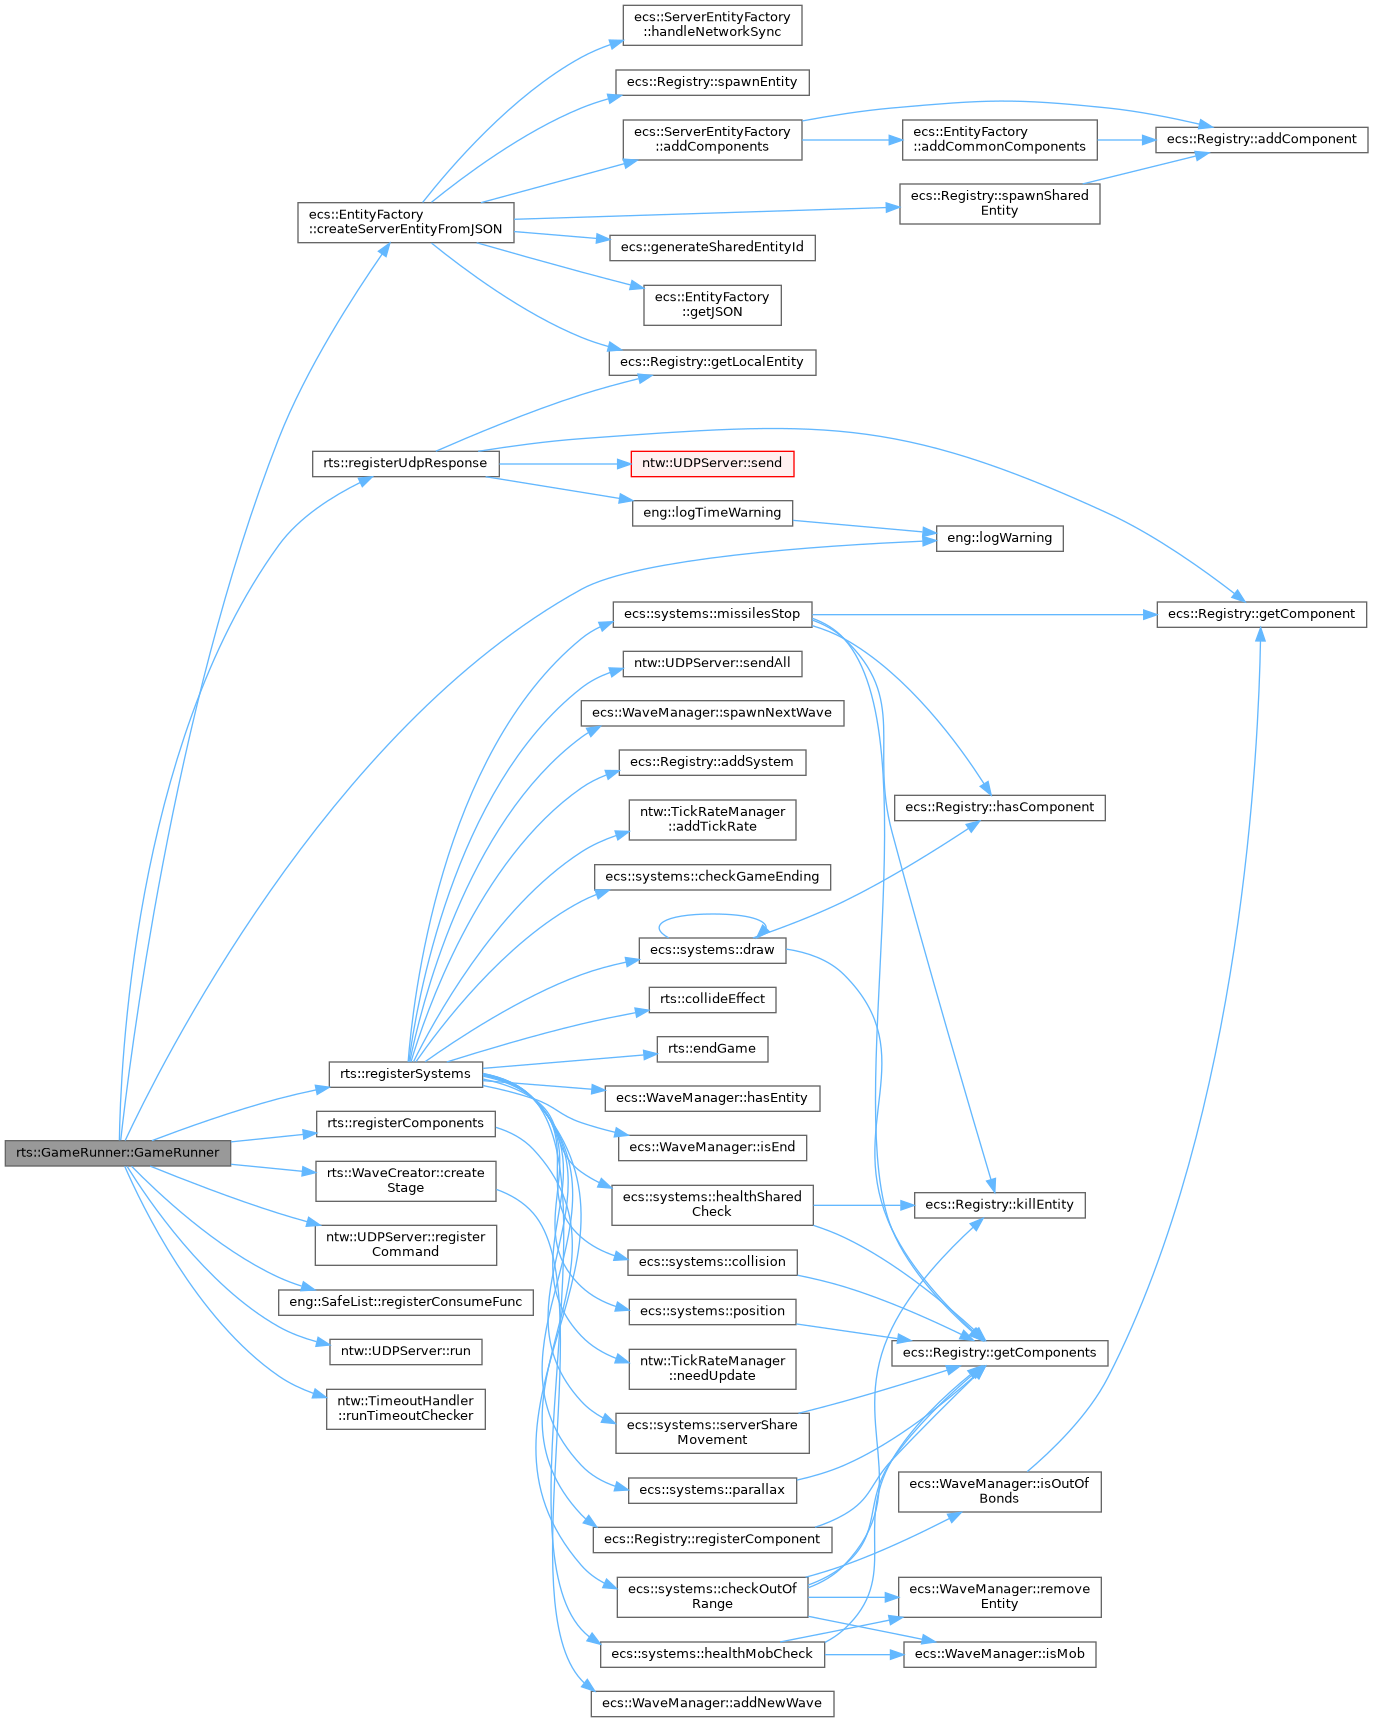 ecs::ServerEntityFactory
::handleNetworkSync
ecs::Registry::spawnEntity
ecs::ServerEntityFactory
::addComponents
ecs::EntityFactory
::addCommonComponents
ecs::Registry::addComponent
ecs::Registry::spawnShared
Entity
ecs::EntityFactory
::createServerEntityFromJSON
ecs::generateSharedEntityId
ecs::EntityFactory
::getJSON
ecs::Registry::getLocalEntity
rts::registerUdpResponse
ntw::UDPServer::send
eng::logTimeWarning
eng::logWarning
ecs::systems::missilesStop
ecs::Registry::getComponent
ntw::UDPServer::sendAll
ecs::WaveManager::spawnNextWave
ecs::Registry::addSystem
ntw::TickRateManager
::addTickRate
ecs::Registry::hasComponent
ecs::systems::checkGameEnding
ecs::systems::draw
rts::collideEffect
rts::endGame
rts::registerSystems
ecs::WaveManager::hasEntity
rts::registerComponents
ecs::WaveManager::isEnd
rts::GameRunner::GameRunner
rts::WaveCreator::create
Stage
ecs::systems::healthShared
Check
ecs::Registry::killEntity
ntw::UDPServer::register
Command
ecs::systems::collision
eng::SafeList::registerConsumeFunc
ecs::systems::position
ntw::UDPServer::run
ecs::Registry::getComponents
ntw::TickRateManager
::needUpdate
ntw::TimeoutHandler
::runTimeoutChecker
ecs::systems::serverShare
Movement
ecs::systems::parallax
ecs::WaveManager::isOutOf
Bonds
ecs::Registry::registerComponent
ecs::systems::checkOutOf
Range
ecs::WaveManager::remove
Entity
ecs::systems::healthMobCheck
ecs::WaveManager::isMob
ecs::WaveManager::addNewWave